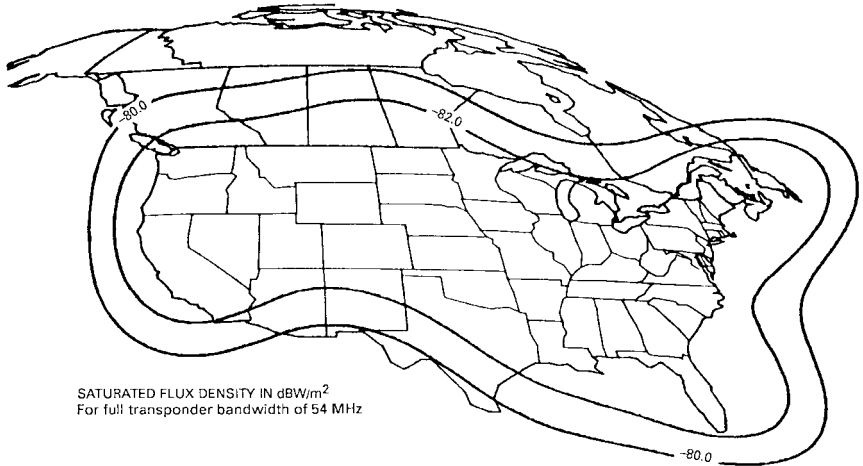 -80.0
-82.0
SATURATED FLUX DENSITY IN dBW/m²
For full transponder bandwidth of 54 MHz
-80.0